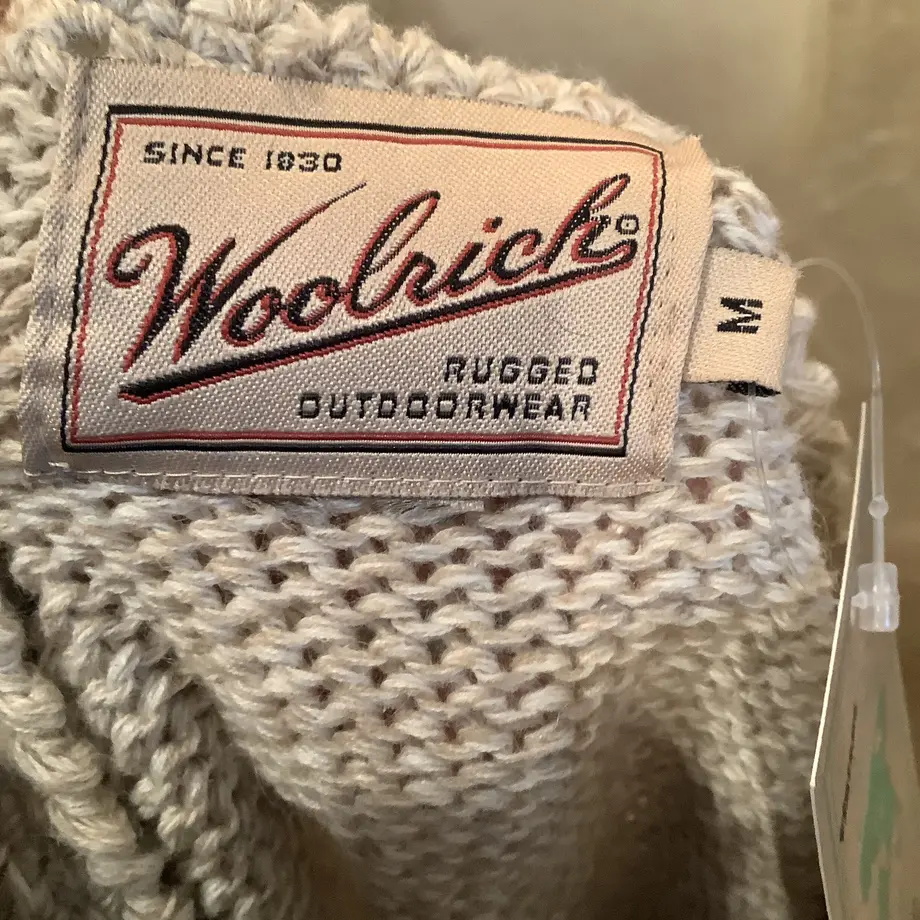 SINCE 1830
Woolrich®
RUGGED
OUTDOORWEAR
M